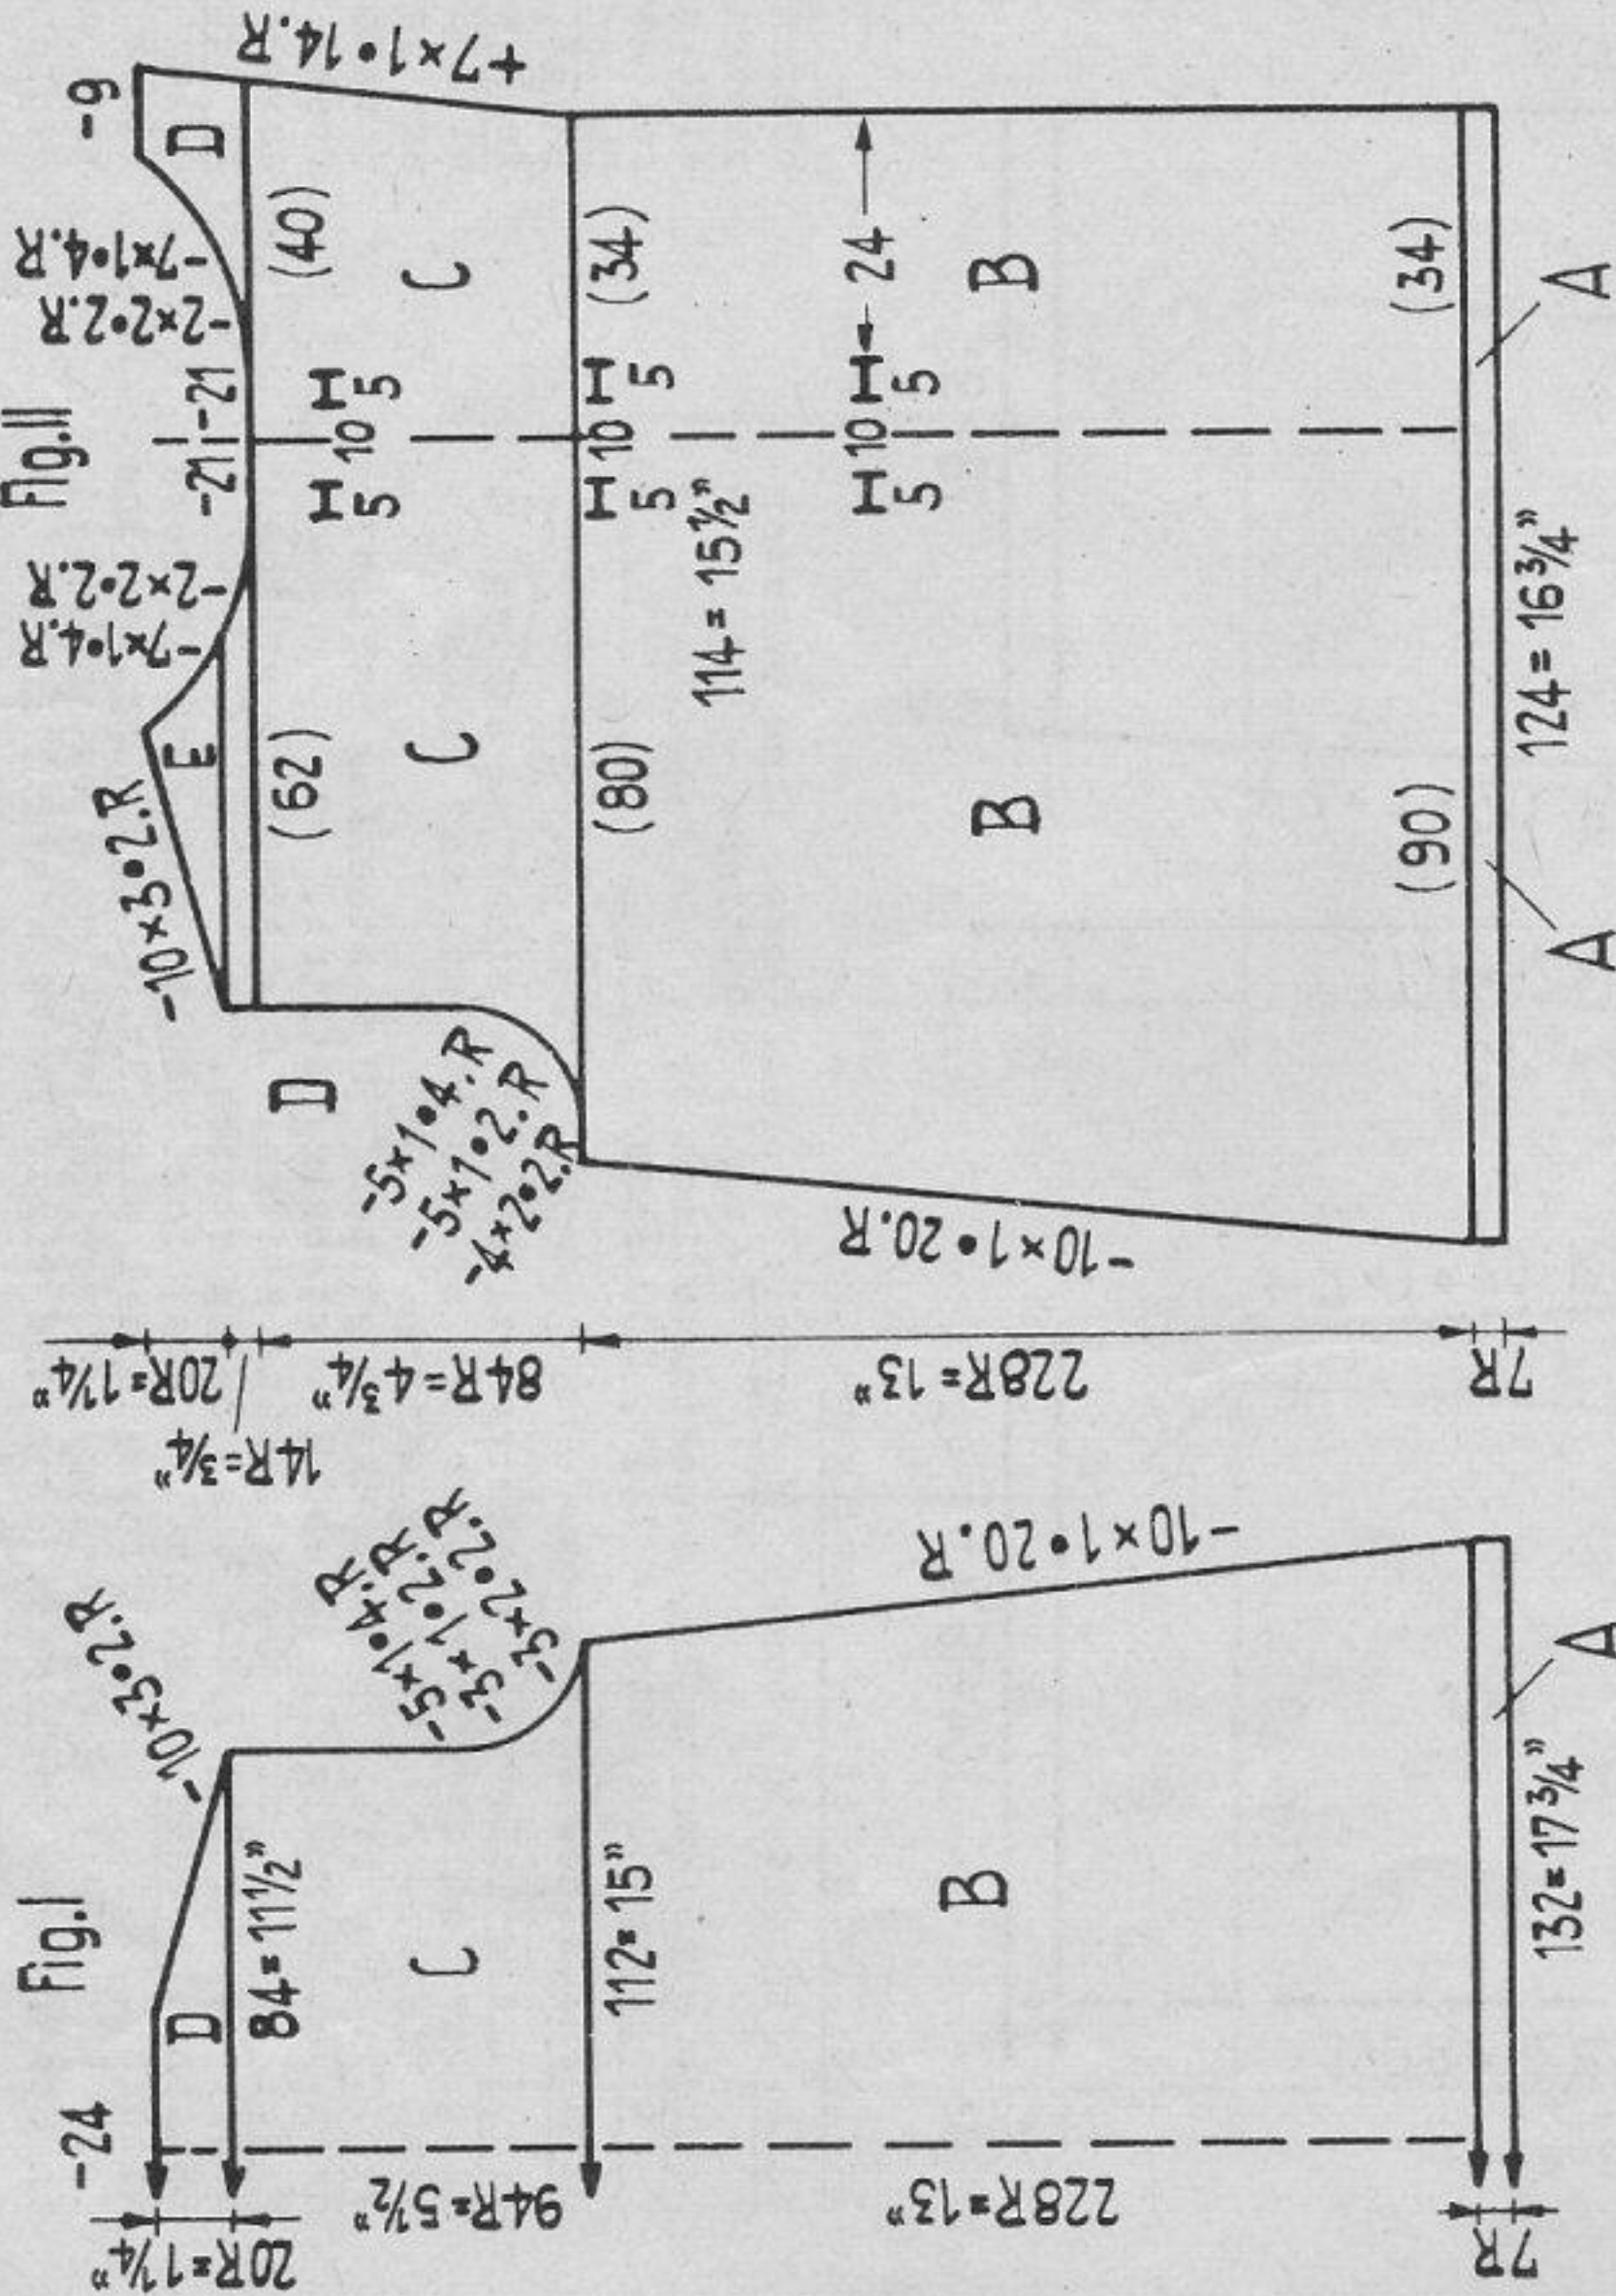 Fig.II
-9
+7×1•14.R
D
-7×1•4.R
-2×2•2.R
-21
-21
-2×2•2.R
-7×1•4.R
-10×3•2.R
E
(62)
(40)
C
C
I 10 I
5 5
D
-5×1•4.R
-5×1•2.R
-4×2•2.R
(80)
(34)
I 10 I
5 5
114=15½"
I 10 I
5 5
24
B
B
-10×1•20.R
(90)
(34)
124=16¾"
A
A
20R=1¼"
14R=¾"
84R=4¾"
228R=13"
7R
Fig.I
-24
-10×3•2.R
D
84=11½"
C
-5×1•4.R
-3×1•2.R
-3×2•2.R
112=15"
B
-10×1•20.R
132=17¾"
A
20R=1¼"
94R=5½"
228R=13"
7R